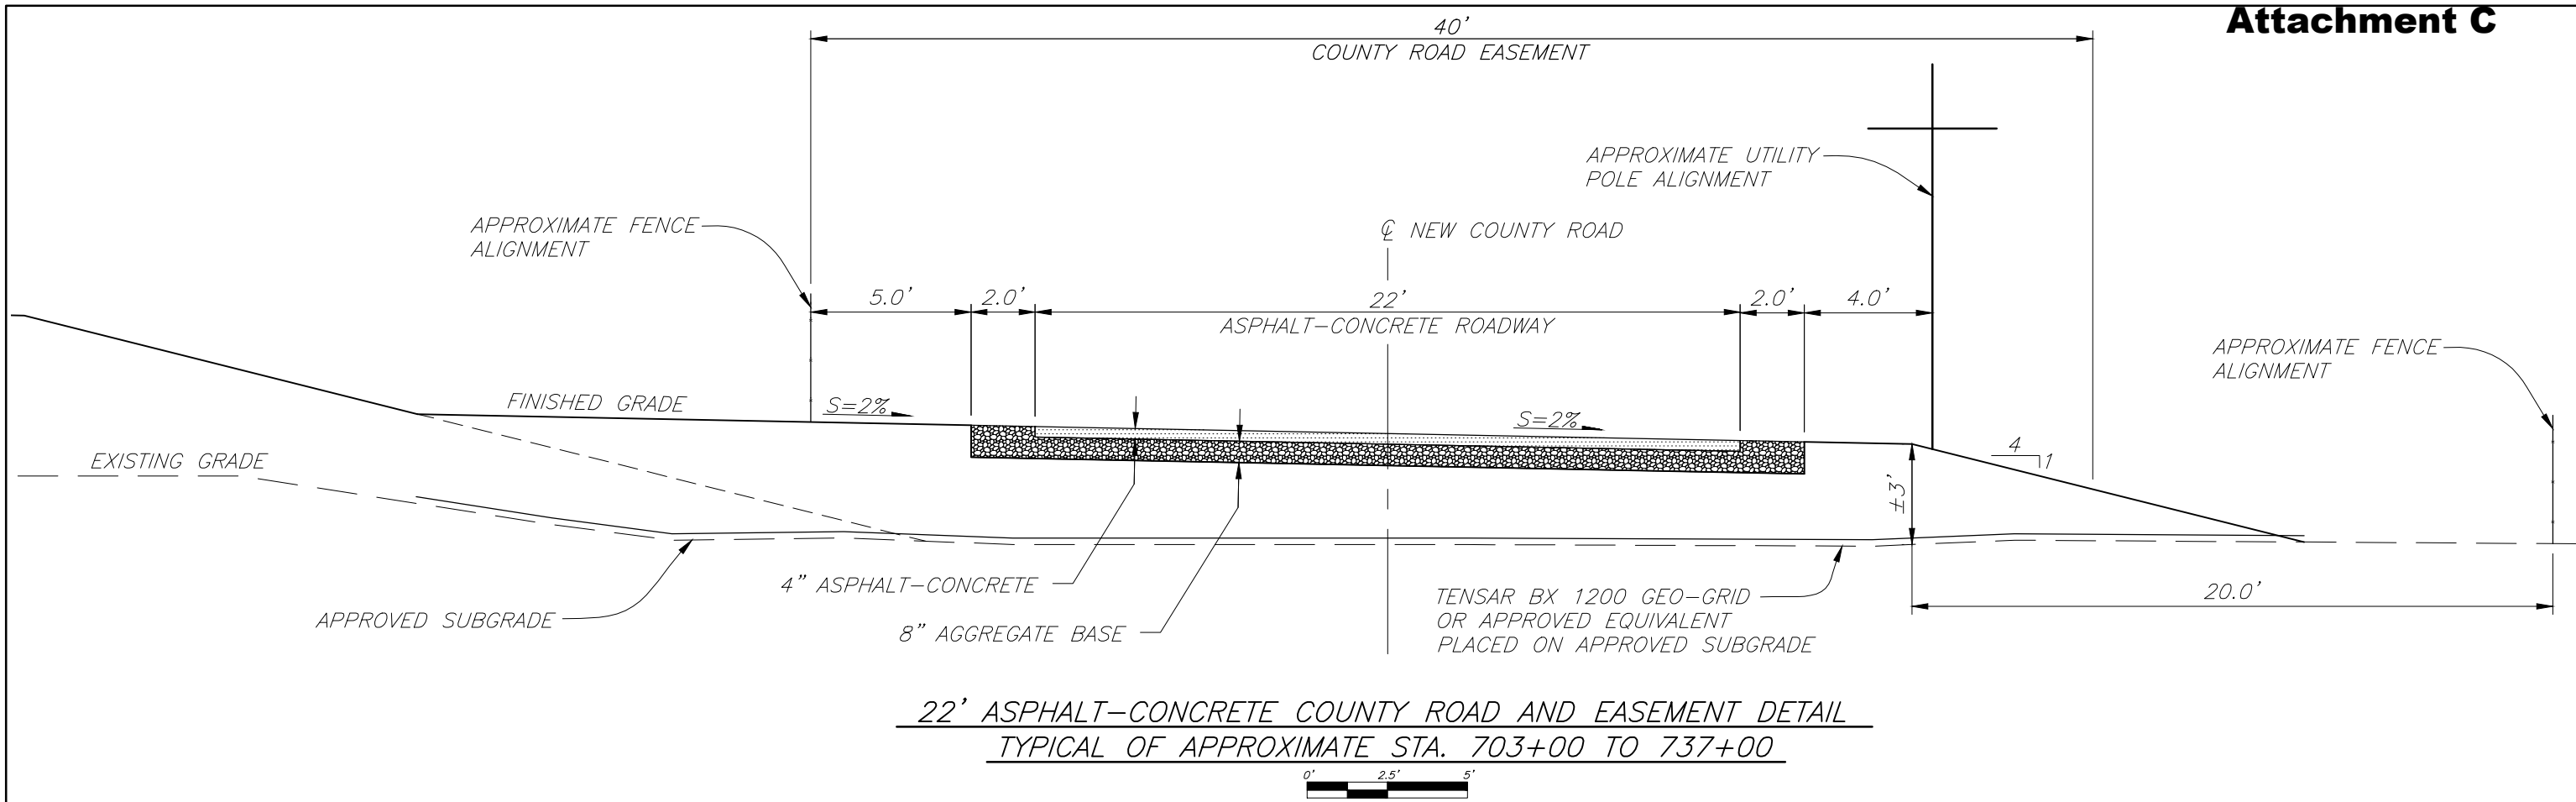 Attachment C
40'
COUNTY ROAD EASEMENT
APPROXIMATE UTILITY
POLE ALIGNMENT
APPROXIMATE FENCE
ALIGNMENT
℄ NEW COUNTY ROAD
5.0'
2.0'
22'
2.0'
4.0'
ASPHALT-CONCRETE ROADWAY
APPROXIMATE FENCE
ALIGNMENT
FINISHED GRADE
S=2%
S=2%
4
1
EXISTING GRADE
±3'
4" ASPHALT-CONCRETE
TENSAR BX 1200 GEO-GRID
OR APPROVED EQUIVALENT
PLACED ON APPROVED SUBGRADE
20.0'
APPROVED SUBGRADE
8" AGGREGATE BASE
22' ASPHALT-CONCRETE COUNTY ROAD AND EASEMENT DETAIL
TYPICAL OF APPROXIMATE STA. 703+00 TO 737+00
0' 2.5' 5'